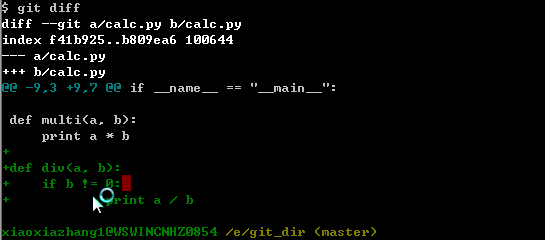 $ git diff
diff --git a/calc.py b/calc.py
index f41b925..b809ea6 100644
--- a/calc.py
+++ b/calc.py
@@ -9,3 +9,7 @@ if __name__ == "__main__":

 def multi(a, b):
     print a * b
+
+def div(a, b):
+    if b != 0:
+        print a / b

xiaoxiazhang1@WSWINCNHZ0854 /e/git_dir (master)